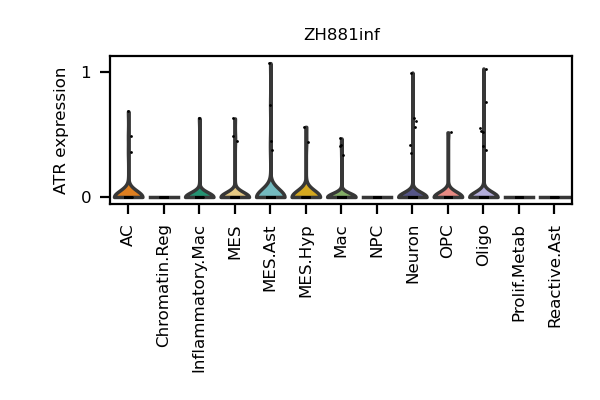 ZH881inf
ATR expression
1
0
AC
Chromatin.Reg
Inflammatory.Mac
MES
MES.Ast
MES.Hyp
Mac
NPC
Neuron
OPC
Oligo
Prolif.Metab
Reactive.Ast